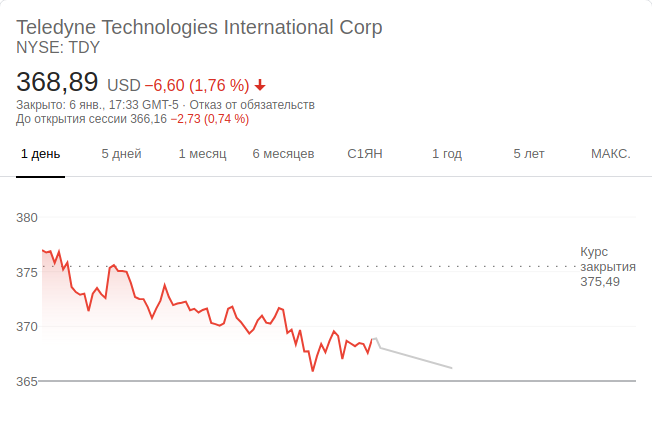 Teledyne Technologies International Corp
NYSE: TDY
368,89 USD −6,60 (1,76 %)
Закрыто: 6 янв., 17:33 GMT-5 · Отказ от обязательств
До открытия сессии 366,16 −2,73 (0,74 %)
1 день 5 дней 1 месяц 6 месяцев С1ЯН 1 год 5 лет МАКС.
380
375
370
365
Курс
закрытия
375,49